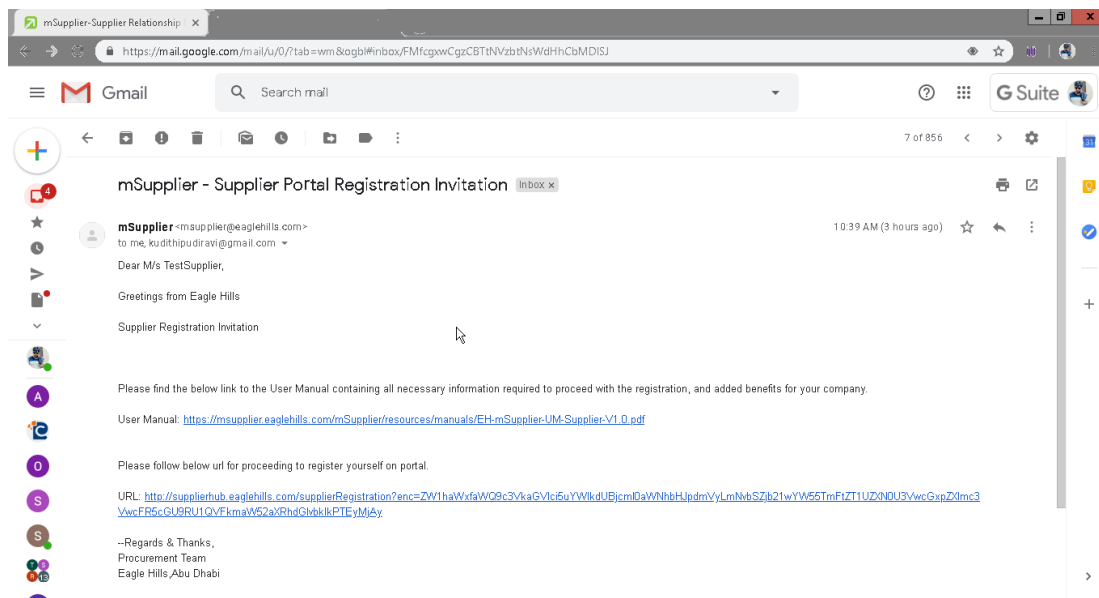 mSupplier-Supplier Relationship
https://mail.google.com/mail/u/0/?tab=wm&ogbl#inbox/FMfcgxwCgzCBTtNVzbtNsWdHhCbMDlSJ
Gmail
Search mail
G Suite
7 of 856
31
4
mSupplier - Supplier Portal Registration Invitation Inbox x
mSupplier <msupplier@eaglehills.com>
10:39 AM (3 hours ago)
to me, kudithipudiravi@gmail.com
Dear M/s TestSupplier,
Greetings from Eagle Hills
Supplier Registration Invitation
Please find the below link to the User Manual containing all necessary information required to proceed with the registration, and added benefits for your company.
User Manual: https://msupplier.eaglehills.com/mSupplier/resources/manuals/EH-mSupplier-UM-Supplier-V1.0.pdf
Please follow below url for proceeding to register yourself on portal.
URL: http://supplierhub.eaglehills.com/supplierRegistration?enc=ZW1haWxfaWQ9c3VkaGVlci5uYWlkdUBjcml0aWNhbHJpdmVyLmNvbSZjb21wYW55TmFtZT1UZXN0U3VwcGxpZXImc3
VwcFR5cGU9RU1QVFkmaW52aXRhdGlvbklkPTEyMjAy
--Regards & Thanks,
Procurement Team
Eagle Hills,Abu Dhabi
A
O
S
S
T S
R 13